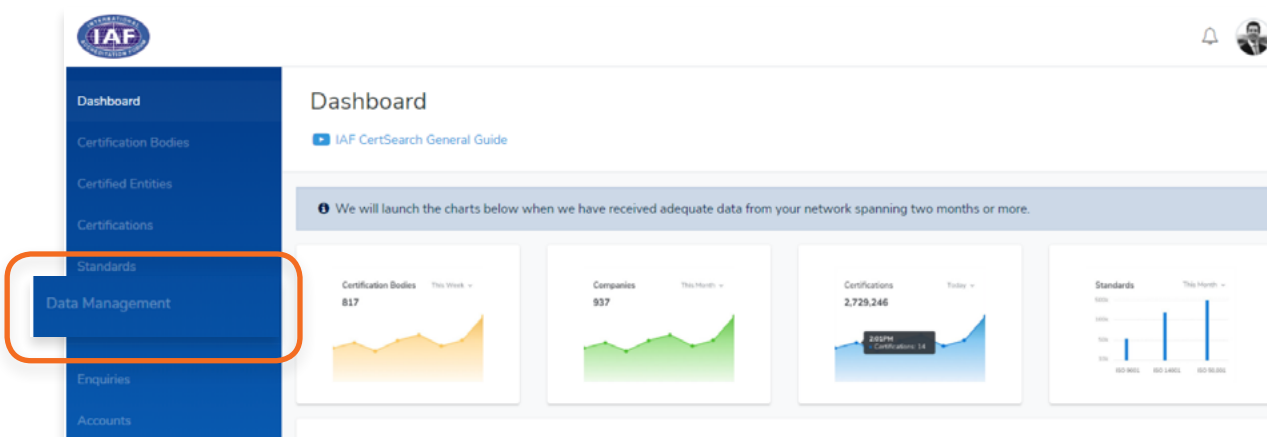 INTERNATIONAL
IAF
ACCREDITATION FORUM
Dashboard
Certification Bodies
Certified Entities
Certifications
Standards
Data Management
Enquiries
Accounts
Dashboard
IAF CertSearch General Guide
We will launch the charts below when we have received adequate data from your network spanning two months or more.
Certification Bodies This Week
817
Companies This Month
937
Certifications Today
2,729,246
2:01PM
- Certifications: 14
Standards This Month
ISO 9001 ISO 14001